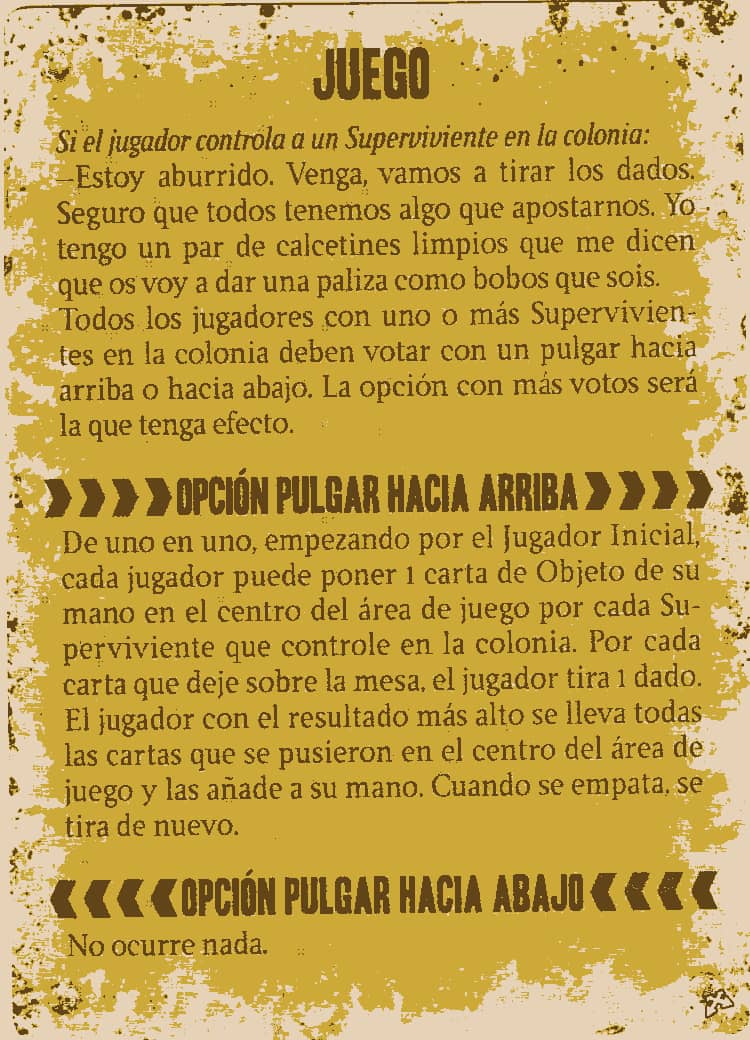 JUEGO
Si el jugador controla a un Superviviente en la colonia:
—Estoy aburrido. Venga, vamos a tirar los dados.
Seguro que todos tenemos algo que apostarnos. Yo
tengo un par de calcetines limpios que me dicen
que os voy a dar una paliza como bobos que sois.
Todos los jugadores con uno o más Supervivien-
tes en la colonia deben votar con un pulgar hacia
arriba o hacia abajo. La opción con más votos será
la que tenga efecto.
OPCIÓN PULGAR HACIA ARRIBA
De uno en uno, empezando por el Jugador Inicial,
cada jugador puede poner 1 carta de Objeto de su
mano en el centro del área de juego por cada Su-
perviviente que controle en la colonia. Por cada
carta que deje sobre la mesa, el jugador tira 1 dado.
El jugador con el resultado más alto se lleva todas
las cartas que se pusieron en el centro del área de
juego y las añade a su mano. Cuando se empata, se
tira de nuevo.
OPCIÓN PULGAR HACIA ABAJO
No ocurre nada.